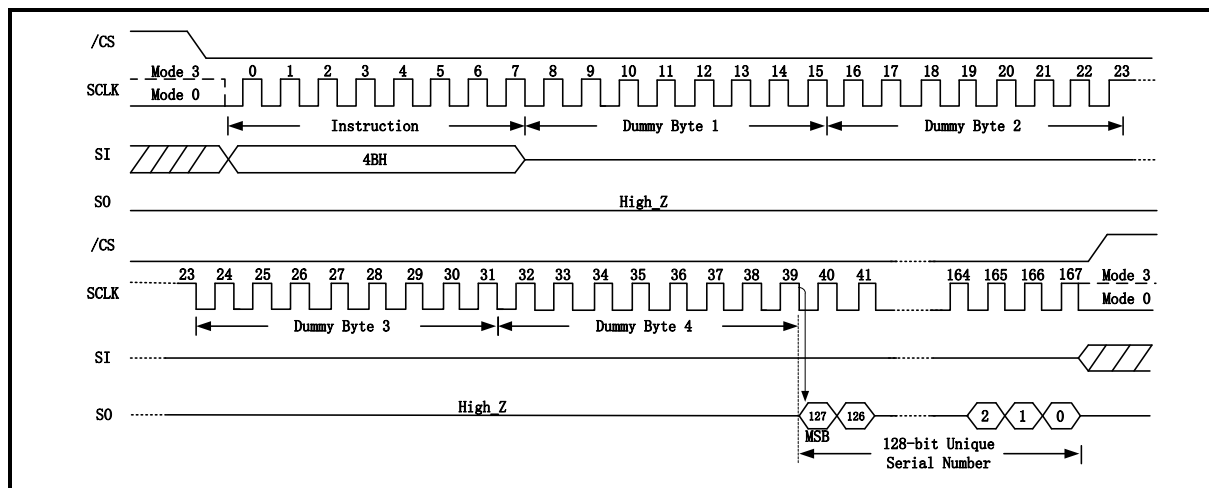 /CS
Mode 3 0 1 2 3 4 5 6 7 8 9 10 11 12 13 14 15 16 17 18 19 20 21 22 23
SCLK
Mode 0
Instruction Dummy Byte 1 Dummy Byte 2
SI 4BH
SO High_Z
/CS
23 24 25 26 27 28 29 30 31 32 33 34 35 36 37 38 39 40 41 164 165 166 167 Mode 3
SCLK Mode 0
Dummy Byte 3 Dummy Byte 4
SI
SO High_Z 127 126 2 1 0
MSB
128-bit Unique
Serial Number